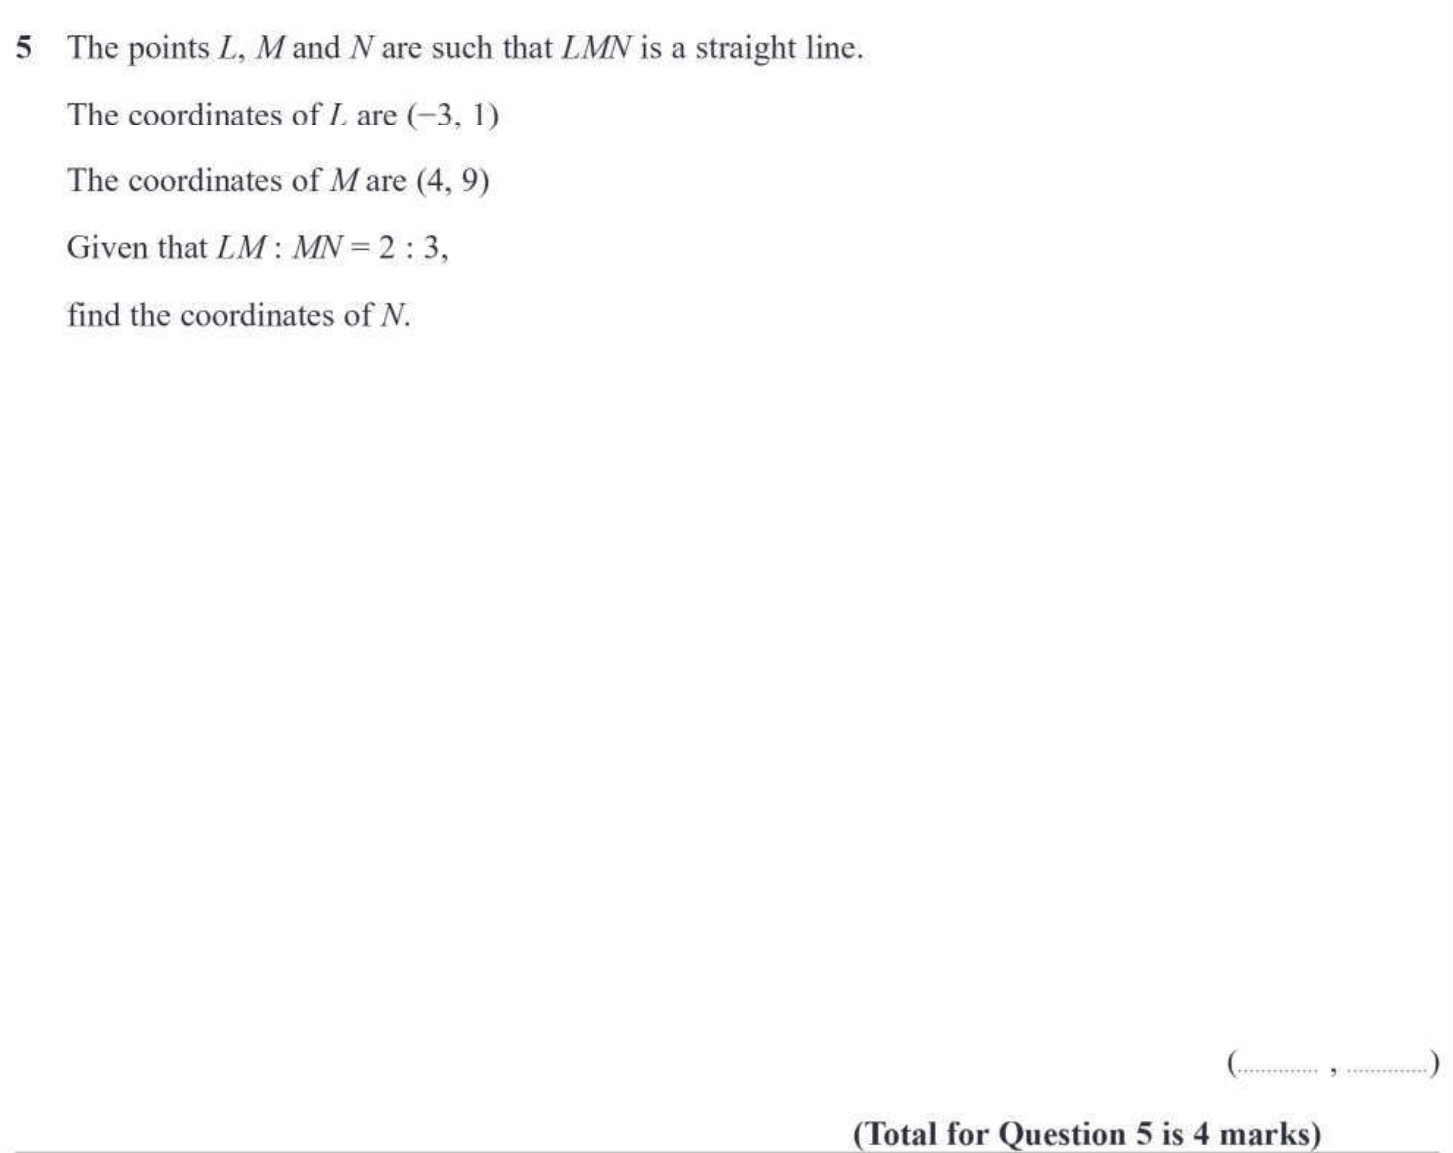 5 The points L, M and N are such that LMN is a straight line.
The coordinates of L are (−3, 1)
The coordinates of M are (4, 9)
Given that LM : MN = 2 : 3,
find the coordinates of N.
(.............. , ..............)
(Total for Question 5 is 4 marks)